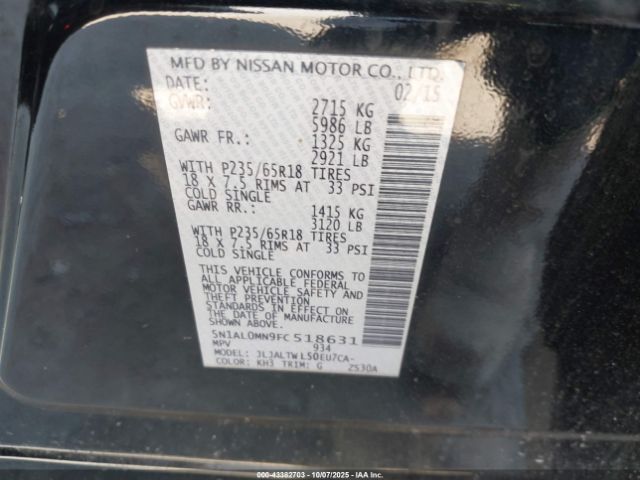 MFD BY NISSAN MOTOR CO., LTD.
DATE: 02/15
GVWR: 2715 KG
5986 LB
GAWR FR.: 1325 KG
2921 LB
WITH P235/65R18 TIRES
18 X 7.5 RIMS AT 33 PSI
COLD SINGLE
GAWR RR.: 1415 KG
3120 LB
WITH P235/65R18 TIRES
18 X 7.5 RIMS AT 33 PSI
COLD SINGLE
THIS VEHICLE CONFORMS TO
ALL APPLICABLE FEDERAL
MOTOR VEHICLE SAFETY AND
THEFT PREVENTION
STANDARDS IN EFFECT ON
THE DATE OF MANUFACTURE
SHOWN ABOVE.
5N1AL0MN9FC518631
MPV 934
MODEL: JLJALTWLS0EU7CA-
COLOR: KH3 TRIM: G 2S30A
000-43382703 - 10/07/2025 - IAAI.COM